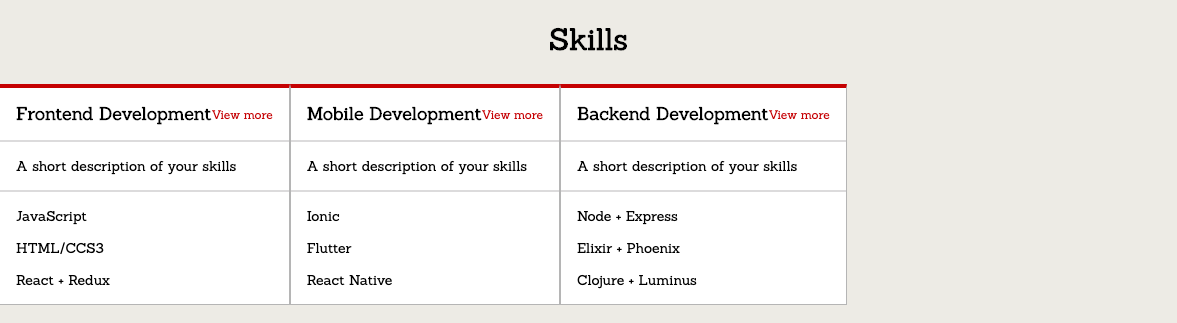 Skills
Frontend Development View more
A short description of your skills
JavaScript
HTML/CCS3
React + Redux
Mobile Development View more
A short description of your skills
Ionic
Flutter
React Native
Backend Development View more
A short description of your skills
Node + Express
Elixir + Phoenix
Clojure + Luminus